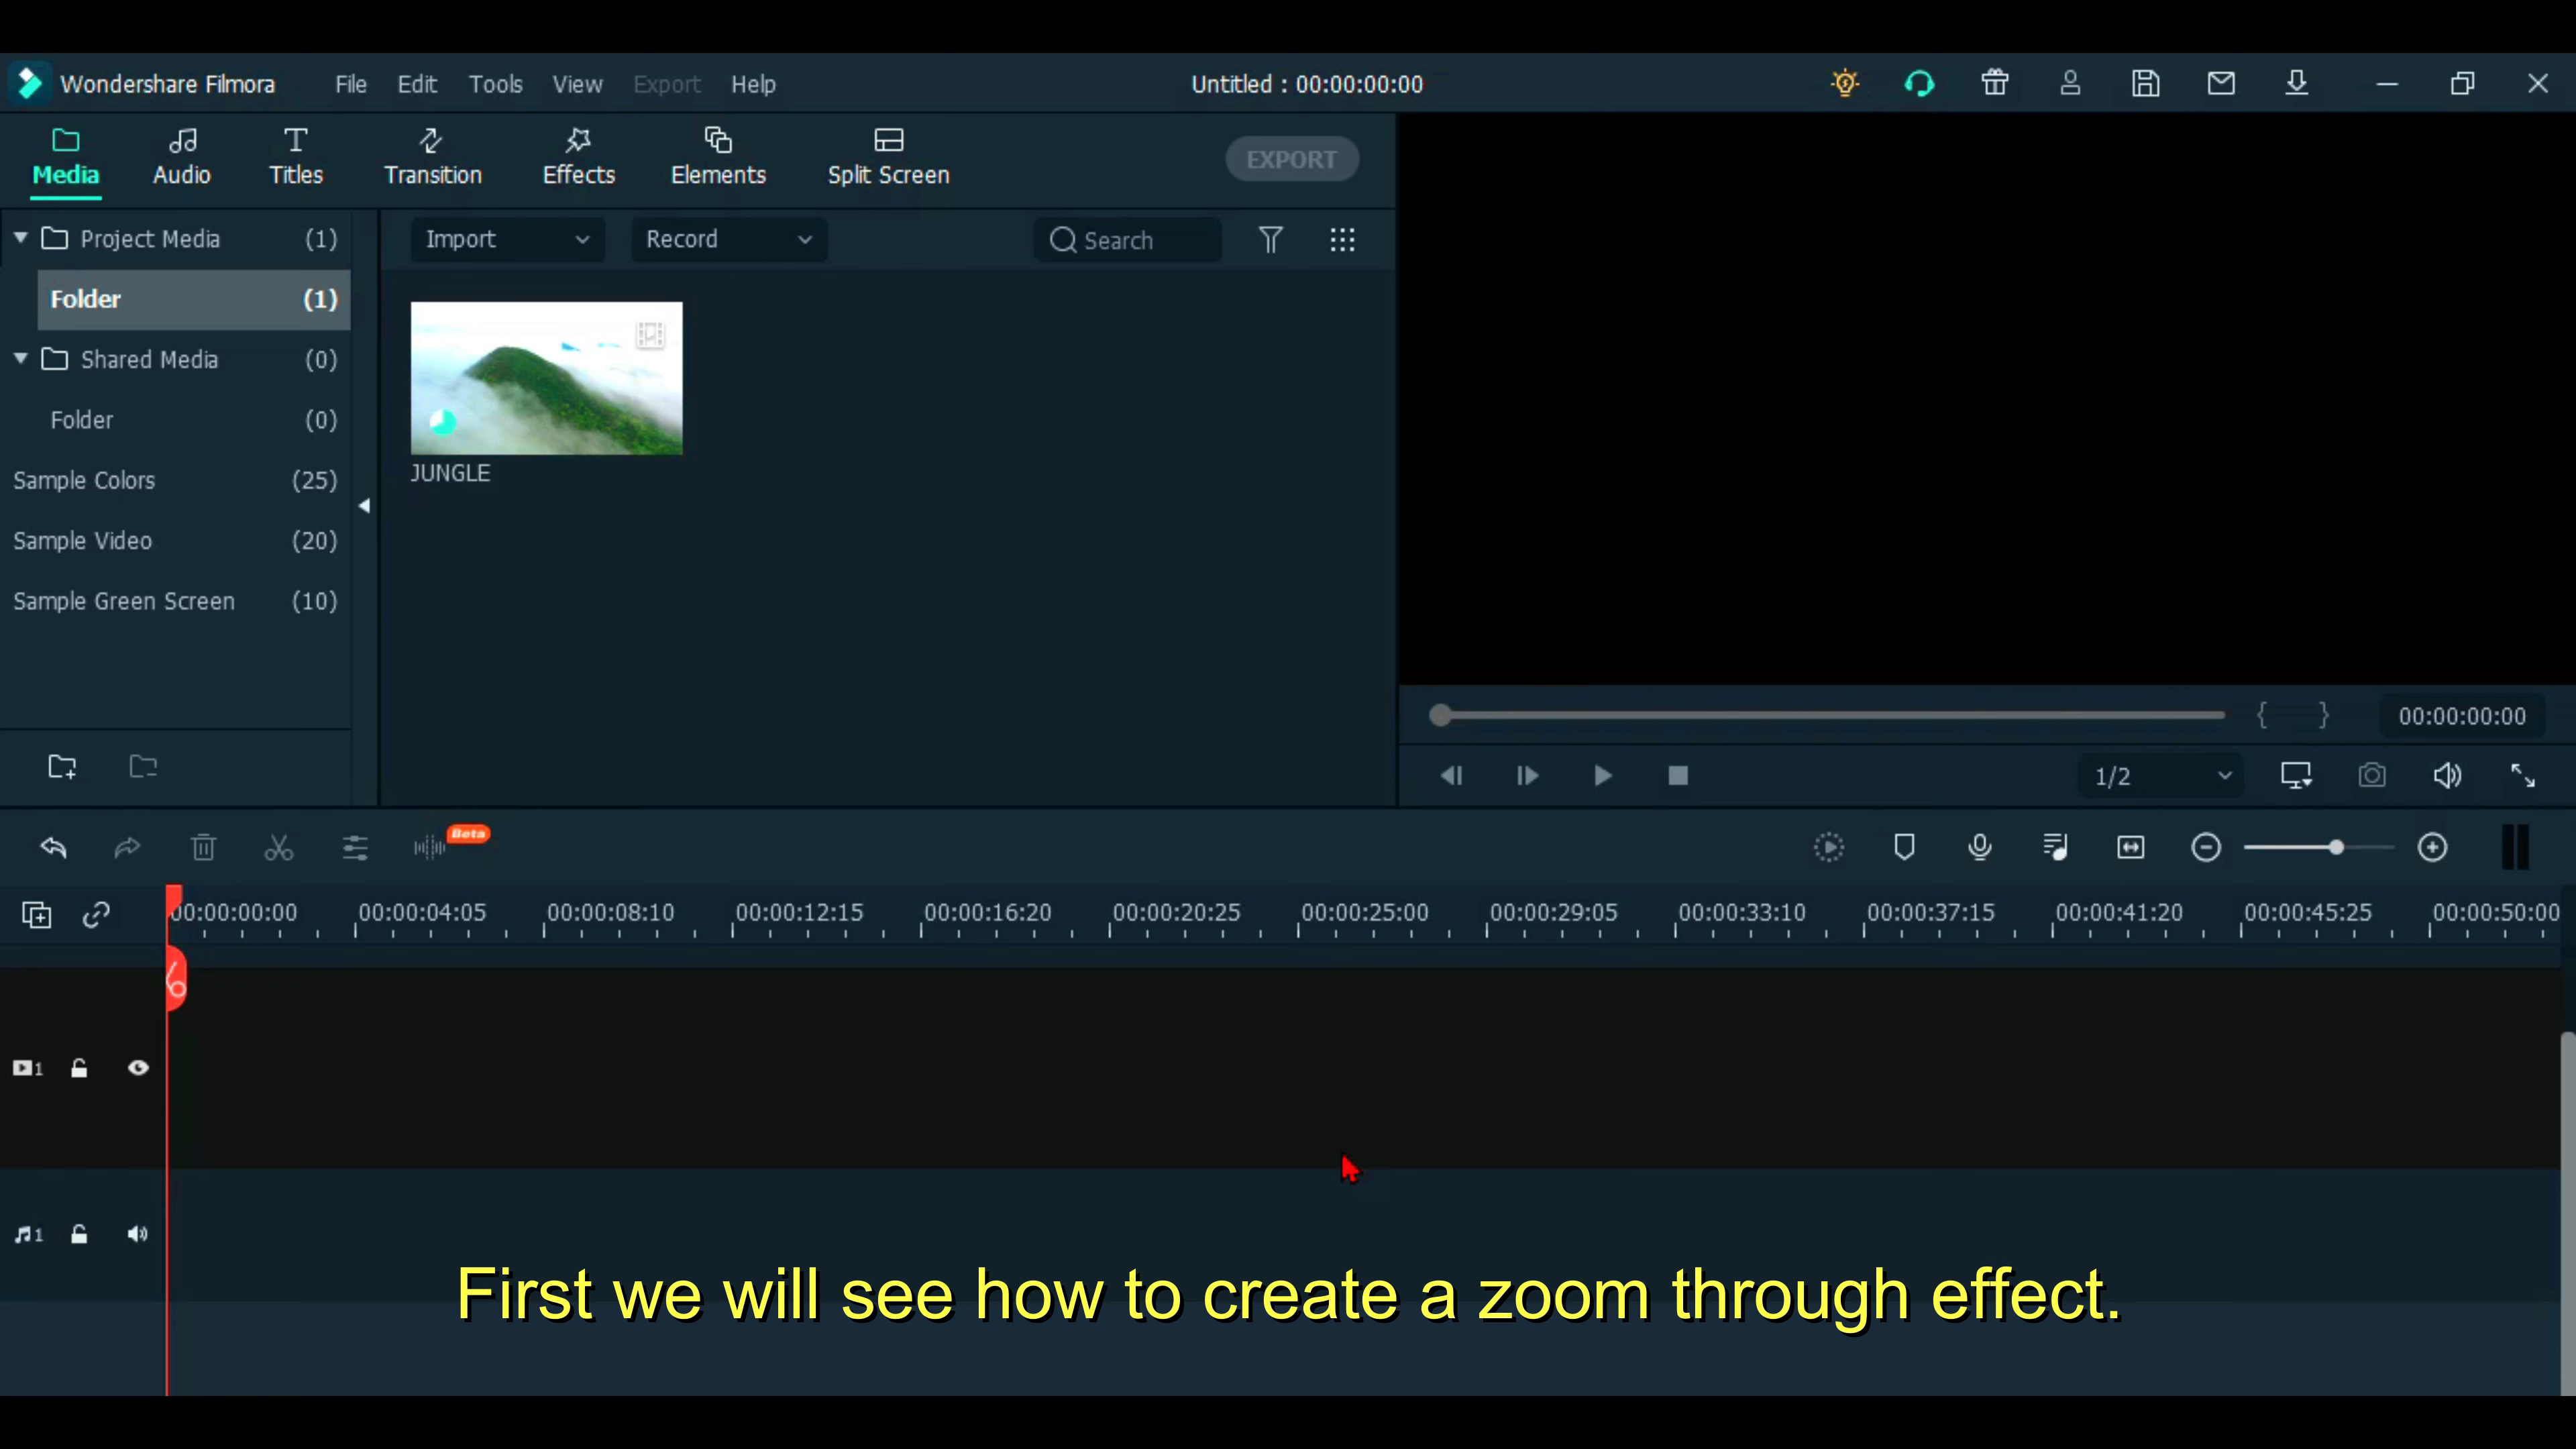 Wondershare Filmora File Edit Tools View Export Help Untitled : 00:00:00:00
Media Audio Titles Transition Effects Elements Split Screen EXPORT
Project Media (1) Import Record Search
Folder (1)
Shared Media (0)
Folder (0)
JUNGLE
Sample Colors (25)
Sample Video (20)
Sample Green Screen (10)
{ } 00:00:00:00
1/2
Beta
00:00:00:00 00:00:04:05 00:00:08:10 00:00:12:15 00:00:16:20 00:00:20:25 00:00:25:00 00:00:29:05 00:00:33:10 00:00:37:15 00:00:41:20 00:00:45:25 00:00:50:00
1
1
First we will see how to create a zoom through effect.